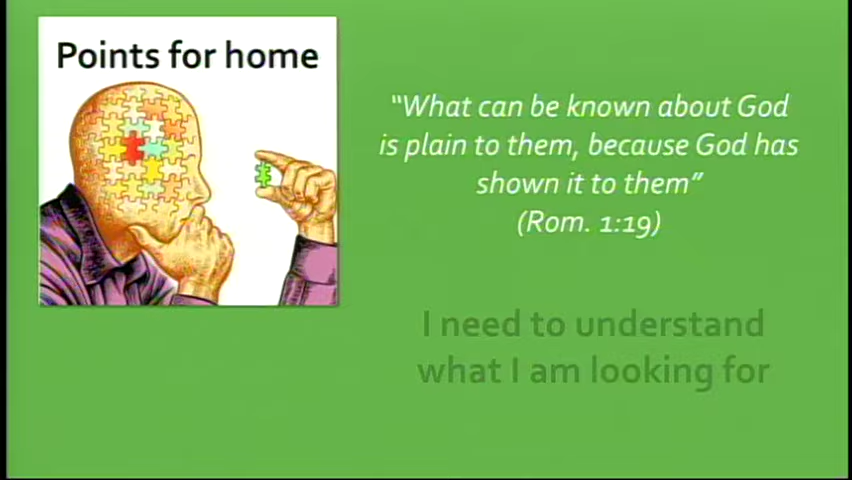 Points for home
“What can be known about God
is plain to them, because God has
shown it to them”
(Rom. 1:19)
I need to understand
what I am looking for